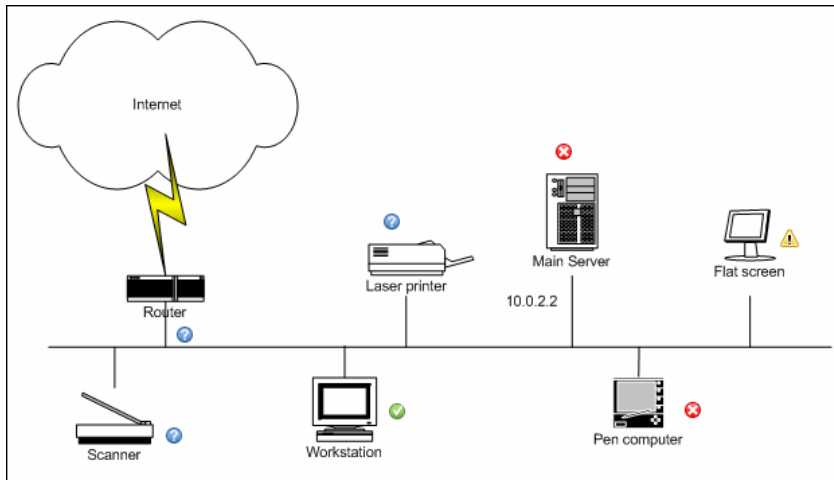 Internet
Main Server
Laser printer
Flat screen
10.0.2.2
Router
Scanner
Workstation
Pen computer